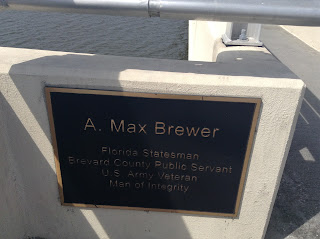 A. Max Brewer
Florida Statesman
Brevard County Public Servant
U.S. Army Veteran
Man of Integrity